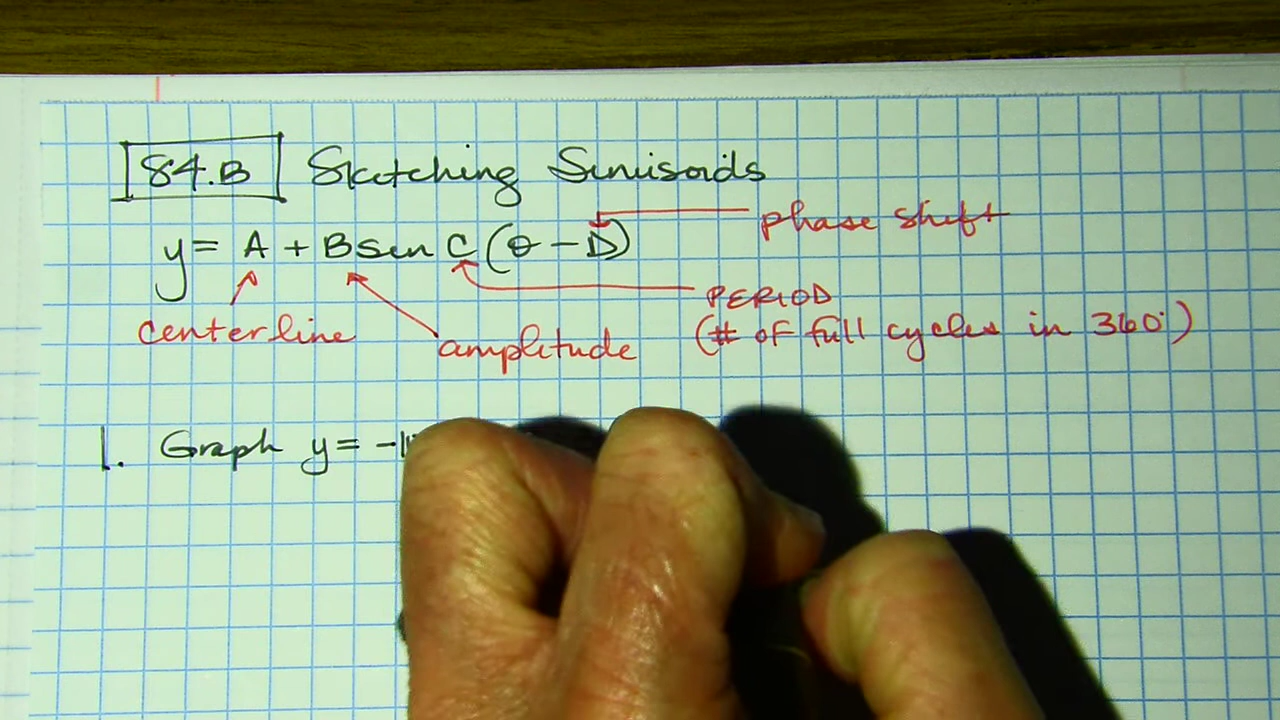 84.B Sketching Sinusoids
y = A + B sin C (θ - D)
phase shift
centerline
amplitude
PERIOD
(# of full cycles in 360°)
1. Graph y =